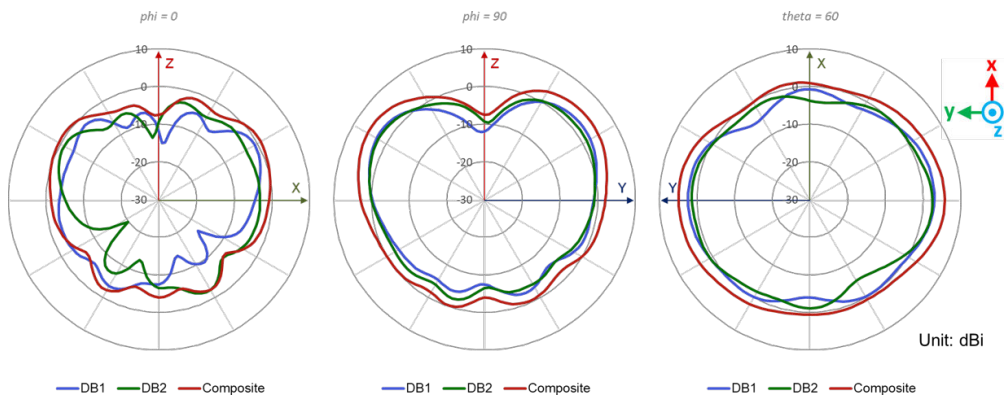 phi = 0
phi = 90
theta = 60
10
Z
0
-10
-20
-30
X
10
Z
0
-10
-20
-30
Y
10
X
0
-10
-20
-30
Y
x
y
z
Unit: dBi
DB1 DB2 Composite
DB1 DB2 Composite
DB1 DB2 Composite